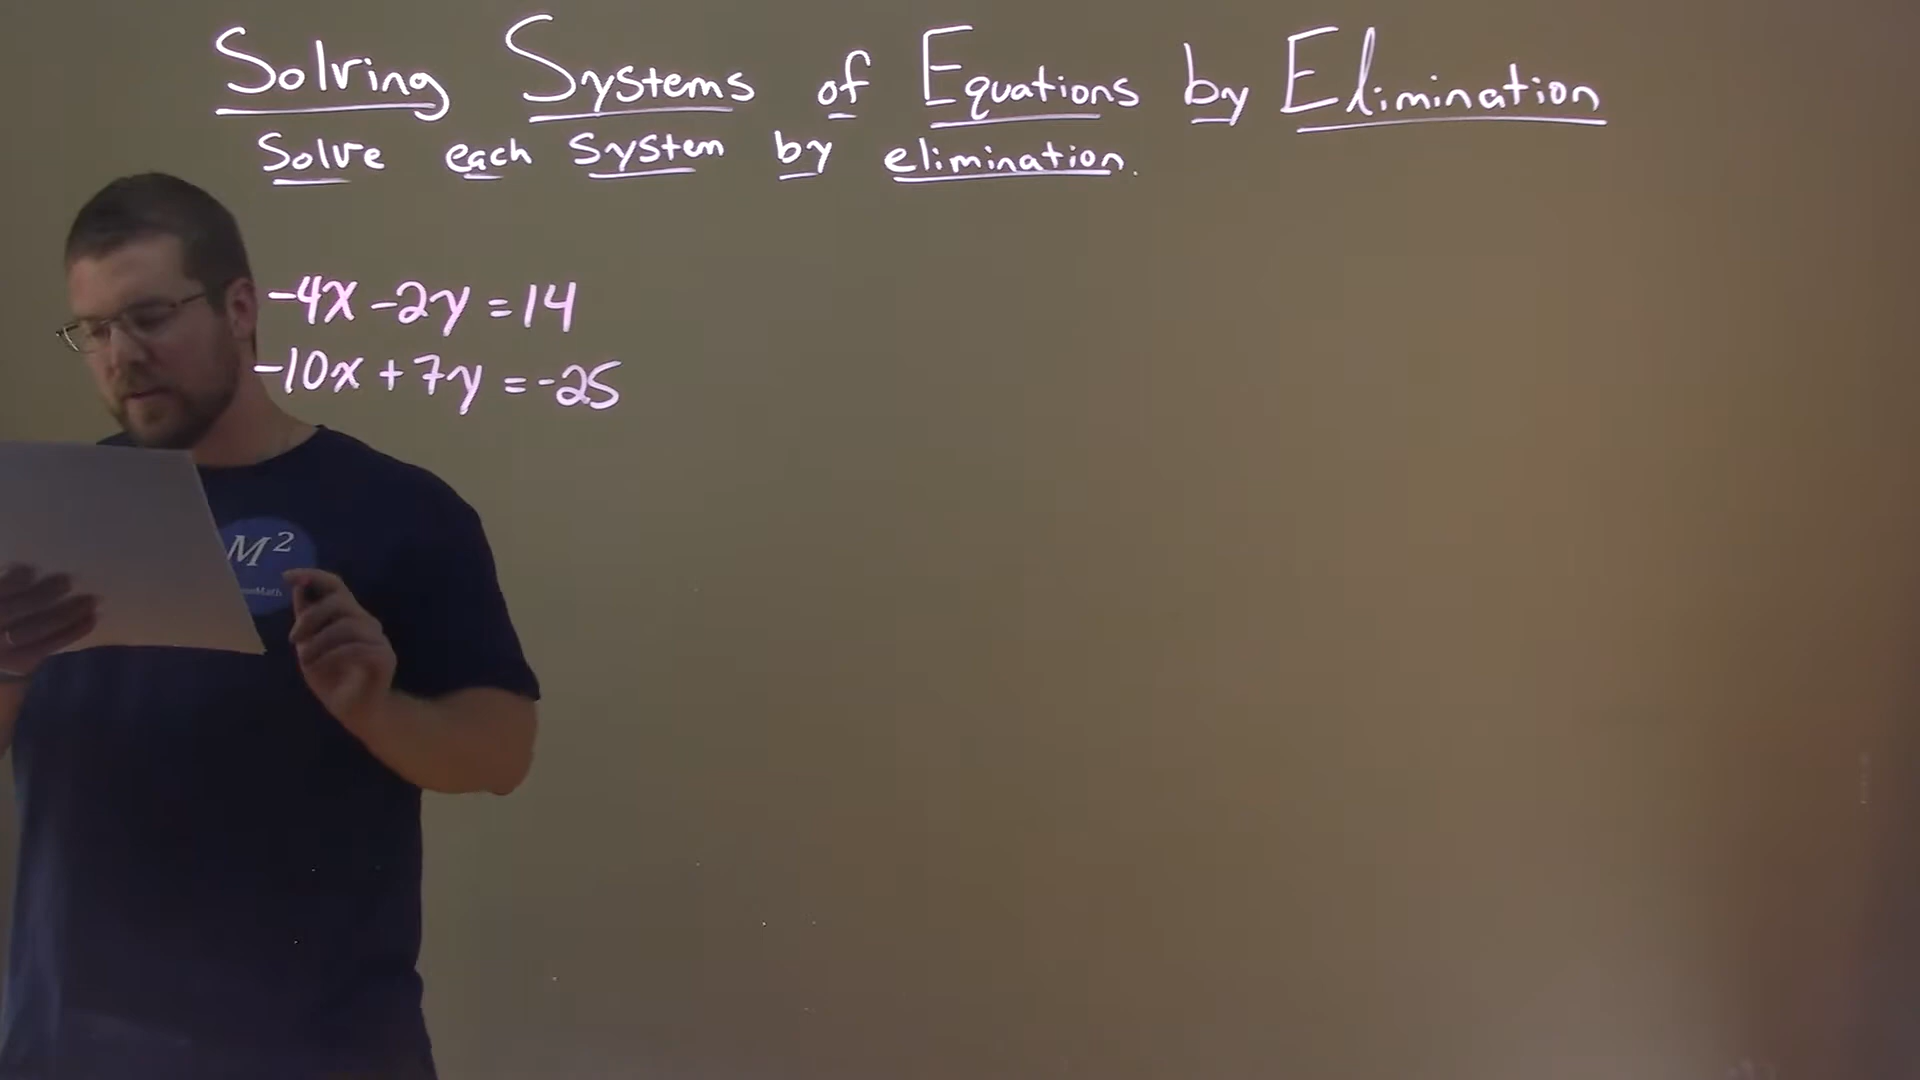 Solving Systems of Equations by Elimination
Solve each system by elimination.
-4x -2y = 14
-10x + 7y = -25
M²